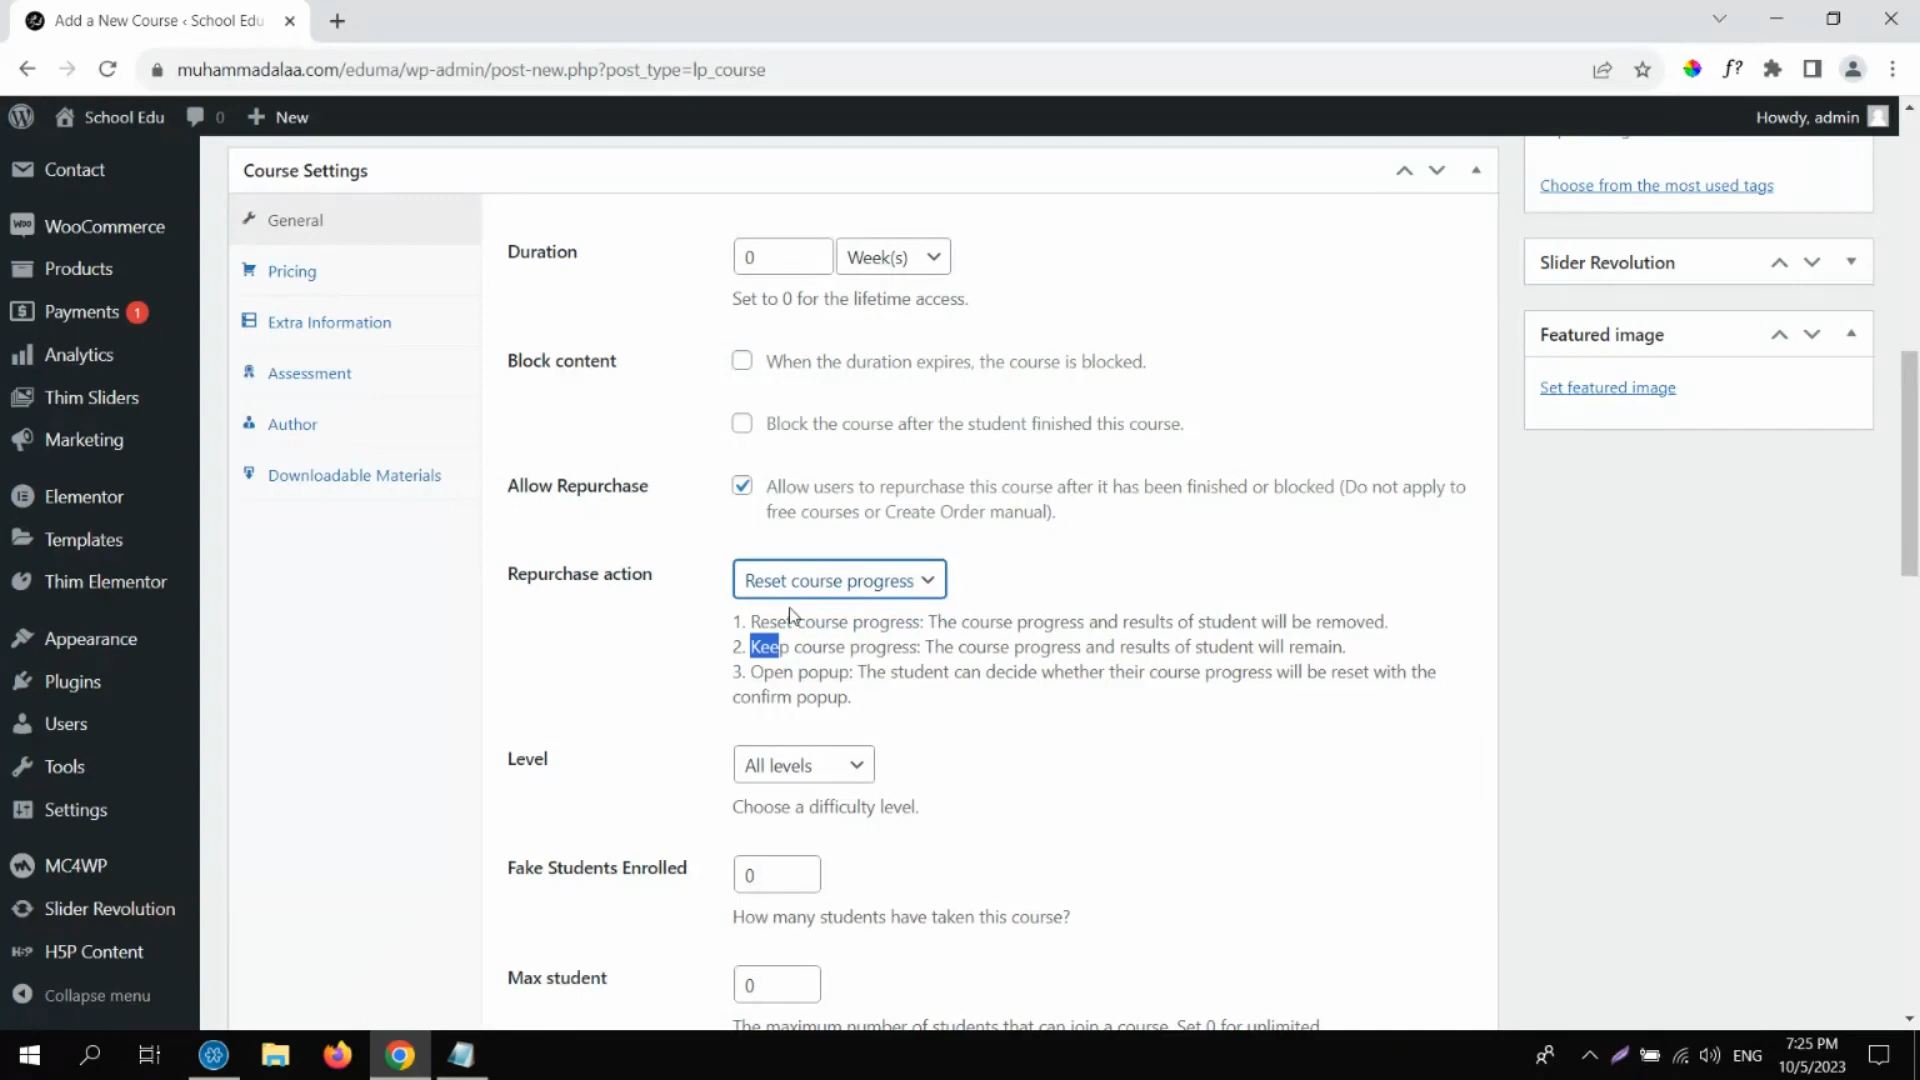 Add a New Course ‹ School Edu
muhammadalaa.com/eduma/wp-admin/post-new.php?post_type=lp_course
f?
School Edu
0
New
Howdy, admin
Contact
WooCommerce
Products
Payments 1
Analytics
Thim Sliders
Marketing
Elementor
Templates
Thim Elementor
Appearance
Plugins
Users
Tools
Settings
MC4WP
Slider Revolution
H5P Content
Collapse menu
Course Settings
General
Pricing
Extra Information
Assessment
Author
Downloadable Materials
Duration
0
Week(s)
Set to 0 for the lifetime access.
Block content
When the duration expires, the course is blocked.
Block the course after the student finished this course.
Allow Repurchase
Allow users to repurchase this course after it has been finished or blocked (Do not apply to
free courses or Create Order manual).
Repurchase action
Reset course progress
1. Reset course progress: The course progress and results of student will be removed.
2. Keep course progress: The course progress and results of student will remain.
3. Open popup: The student can decide whether their course progress will be reset with the
confirm popup.
Level
All levels
Choose a difficulty level.
Fake Students Enrolled
0
How many students have taken this course?
Max student
0
The maximum number of students that can join a course. Set 0 for unlimited
Choose from the most used tags
Slider Revolution
Featured image
Set featured image
ENG
7:25 PM
10/5/2023